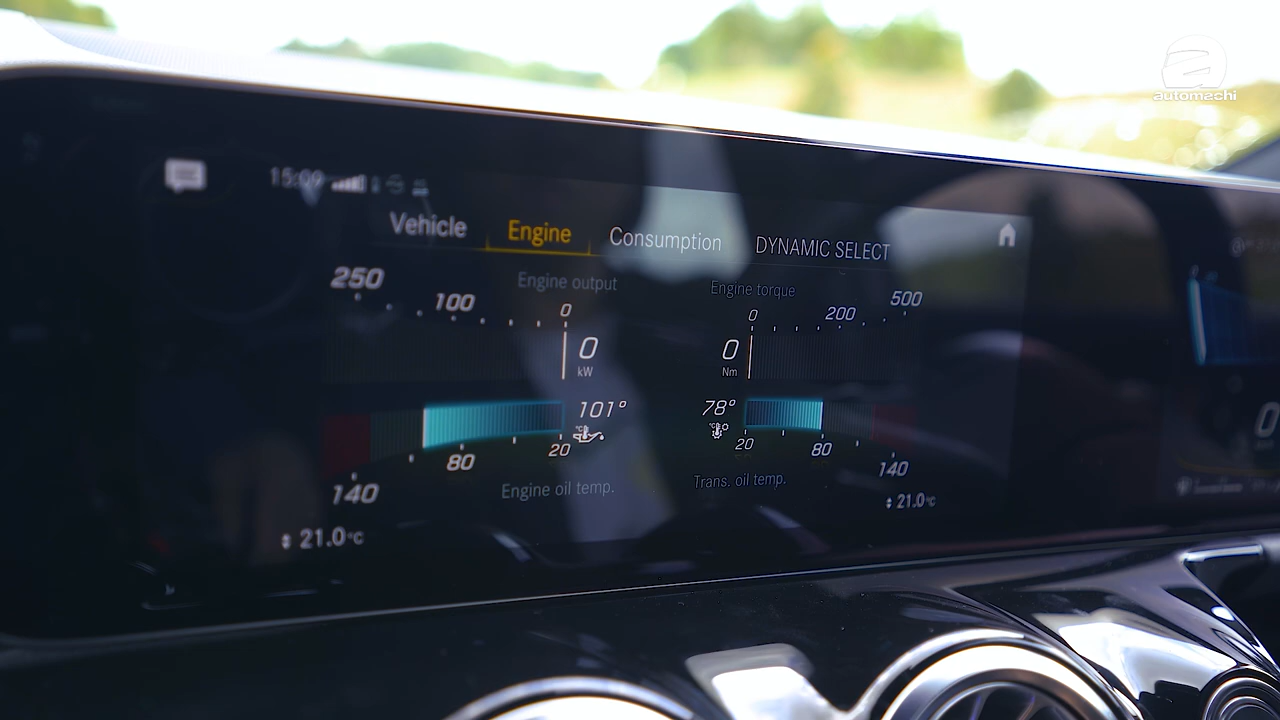 automachi
15:09
Vehicle Engine Consumption DYNAMIC SELECT
Engine output Engine torque
250 100 0 0 200 500
0 kW 0 Nm
101° 78°
°C °C
140 80 20 20 80 140
Engine oil temp. Trans. oil temp.
21.0°C 21.0°C
0